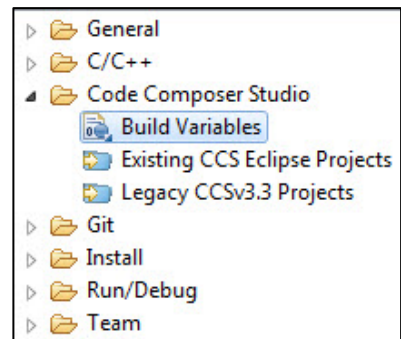 General
C/C++
Code Composer Studio
Build Variables
Existing CCS Eclipse Projects
Legacy CCSv3.3 Projects
Git
Install
Run/Debug
Team